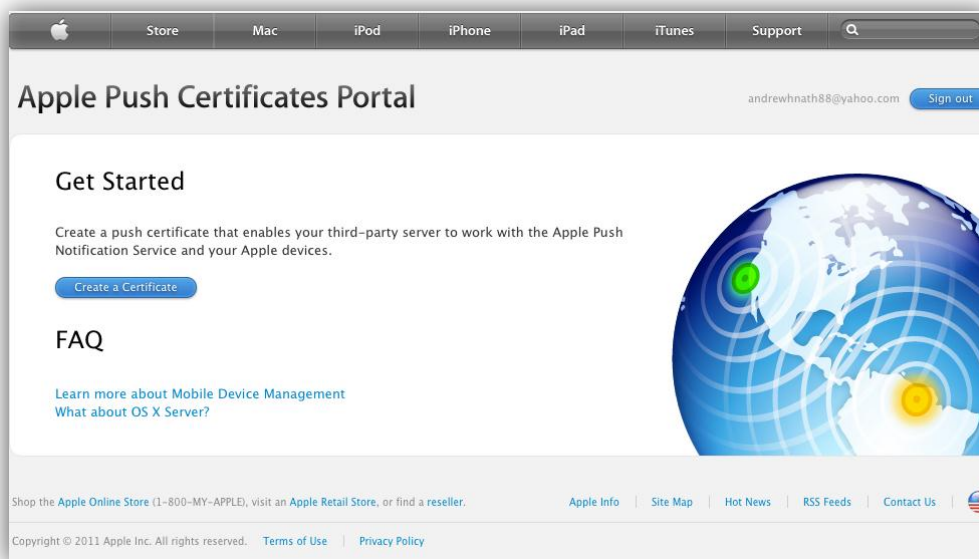 Store Mac iPod iPhone iPad iTunes Support
Apple Push Certificates Portal
andrewhnath88@yahoo.com Sign out
Get Started
Create a push certificate that enables your third-party server to work with the Apple Push
Notification Service and your Apple devices.
Create a Certificate
FAQ
Learn more about Mobile Device Management
What about OS X Server?
Shop the Apple Online Store (1-800-MY-APPLE), visit an Apple Retail Store, or find a reseller. Apple Info | Site Map | Hot News | RSS Feeds | Contact Us |
Copyright © 2011 Apple Inc. All rights reserved. Terms of Use | Privacy Policy